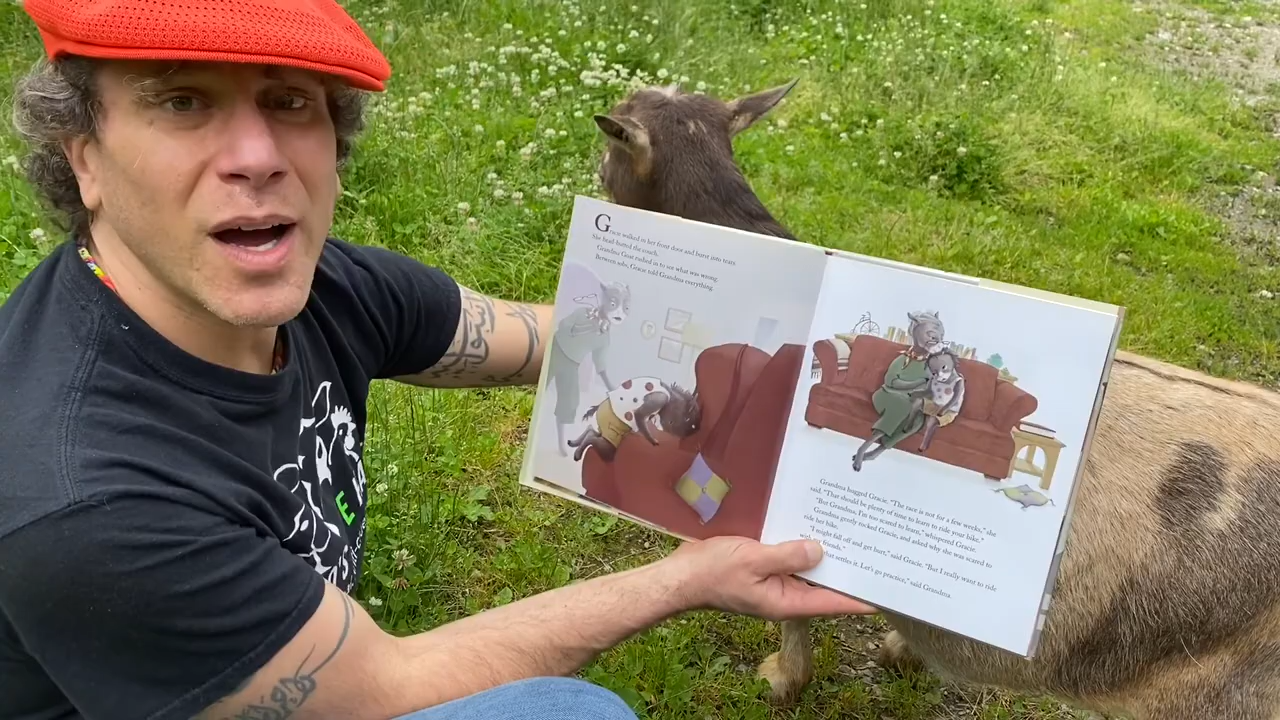 Gracie walked in her front door and burst into tears.
She head-butted the couch.
Grandma Goat rushed in to see what was wrong.
Between sobs, Gracie told Grandma everything.
Grandma hugged Gracie. "The race is not for a few weeks," she
said. "That should be plenty of time to learn to ride your bike."
"But Grandma, I'm too scared to learn," whispered Gracie.
Grandma gently rocked Gracie, and asked why she was scared to
ride her bike.
"I might fall off and get hurt," said Gracie. "But I really want to ride
with my friends."
that settles it. Let's go practice," said Grandma.
E